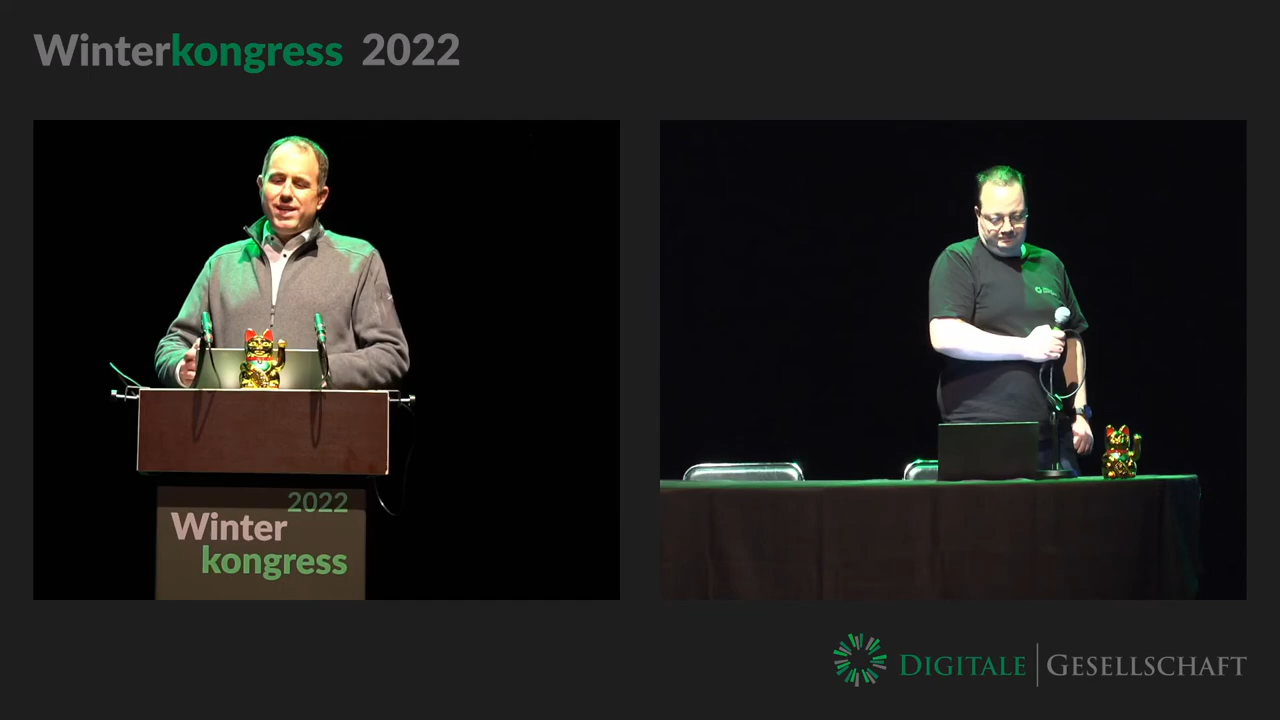 Winterkongress 2022
2022
Winter
kongress
DIGITALE | GESELLSCHAFT